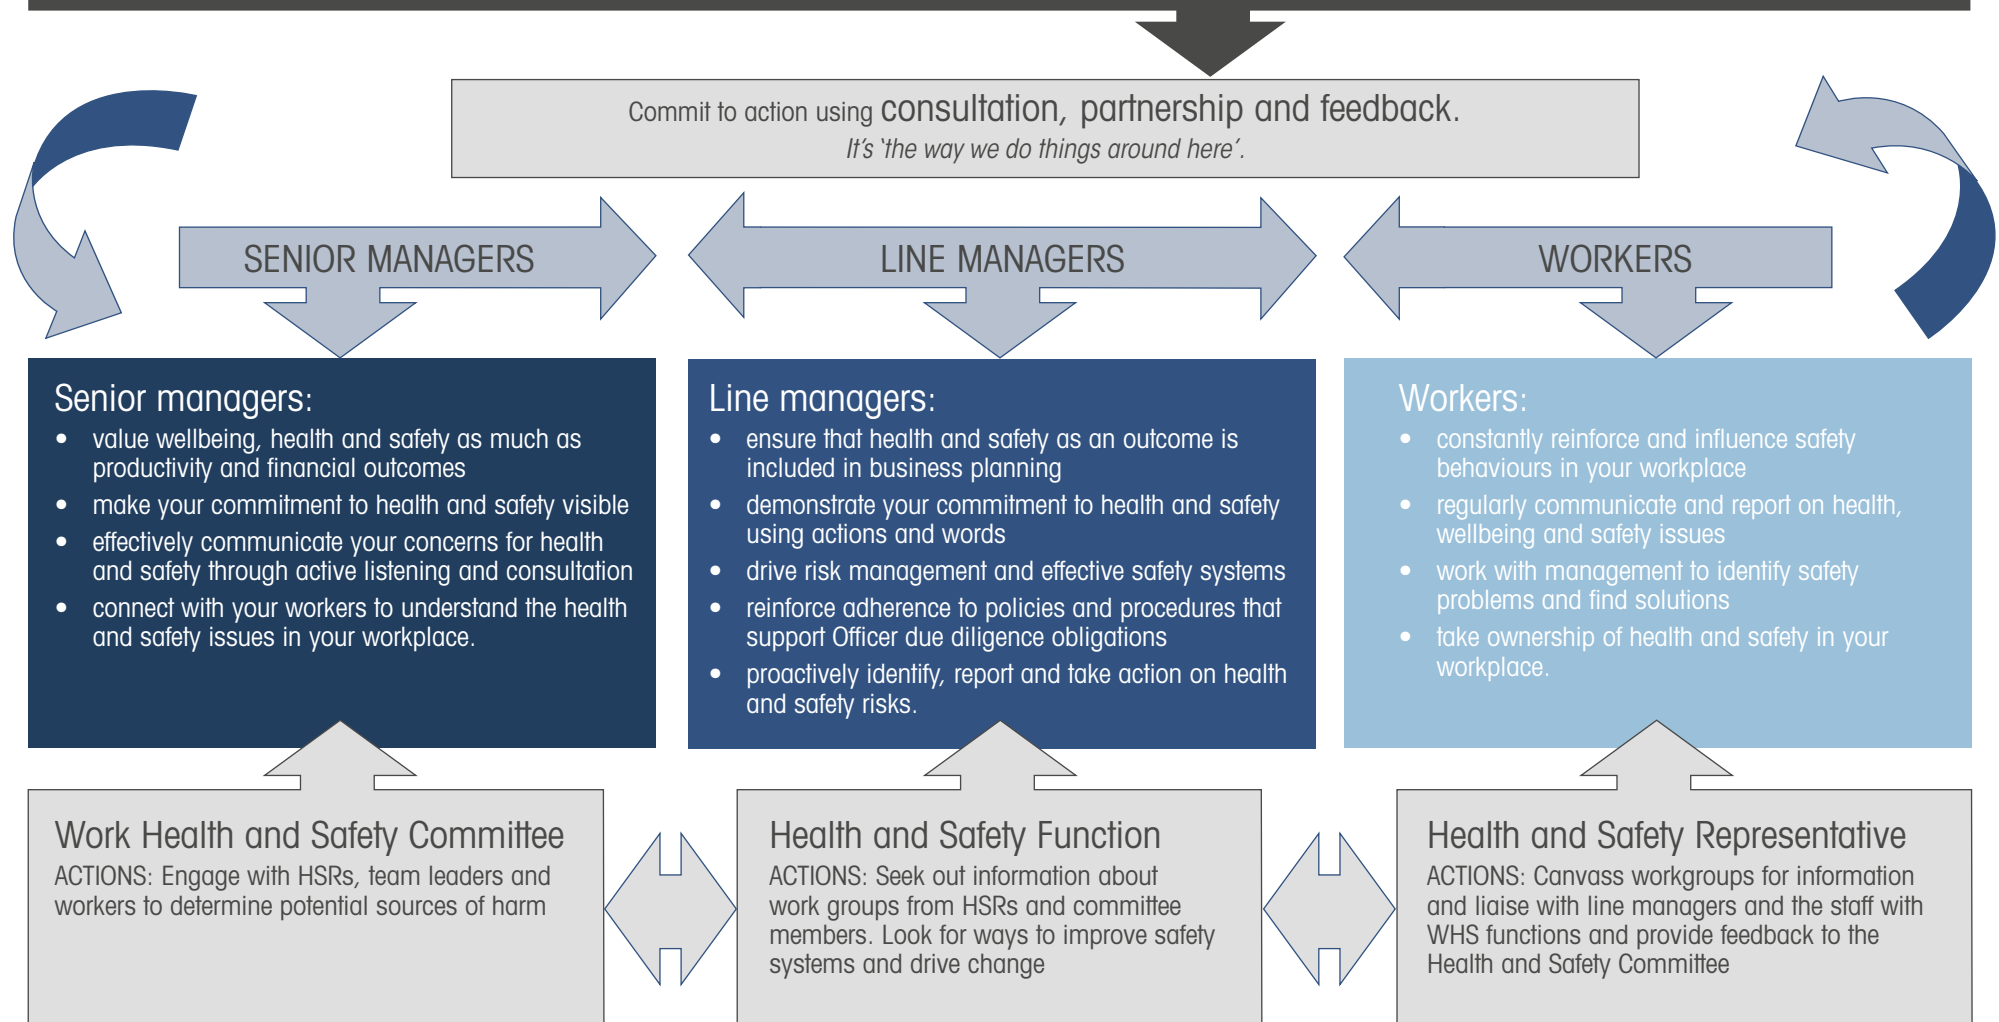 Commit to action using consultation, partnership and feedback.
It's 'the way we do things around here'.
SENIOR MANAGERS
LINE MANAGERS
WORKERS
Senior managers:
• value wellbeing, health and safety as much as
productivity and financial outcomes
• make your commitment to health and safety visible
• effectively communicate your concerns for health
and safety through active listening and consultation
• connect with your workers to understand the health
and safety issues in your workplace.
Line managers:
• ensure that health and safety as an outcome is
included in business planning
• demonstrate your commitment to health and safety
using actions and words
• drive risk management and effective safety systems
• reinforce adherence to policies and procedures that
support Officer due diligence obligations
• proactively identify, report and take action on health
and safety risks.
Workers:
• constantly reinforce and influence safety
behaviours in your workplace
• regularly communicate and report on health,
wellbeing and safety issues
• work with management to identify safety
problems and find solutions
• take ownership of health and safety in your
workplace.
Work Health and Safety Committee
ACTIONS: Engage with HSRs, team leaders and
workers to determine potential sources of harm
Health and Safety Function
ACTIONS: Seek out information about
work groups from HSRs and committee
members. Look for ways to improve safety
systems and drive change
Health and Safety Representative
ACTIONS: Canvass workgroups for information
and liaise with line managers and the staff with
WHS functions and provide feedback to the
Health and Safety Committee